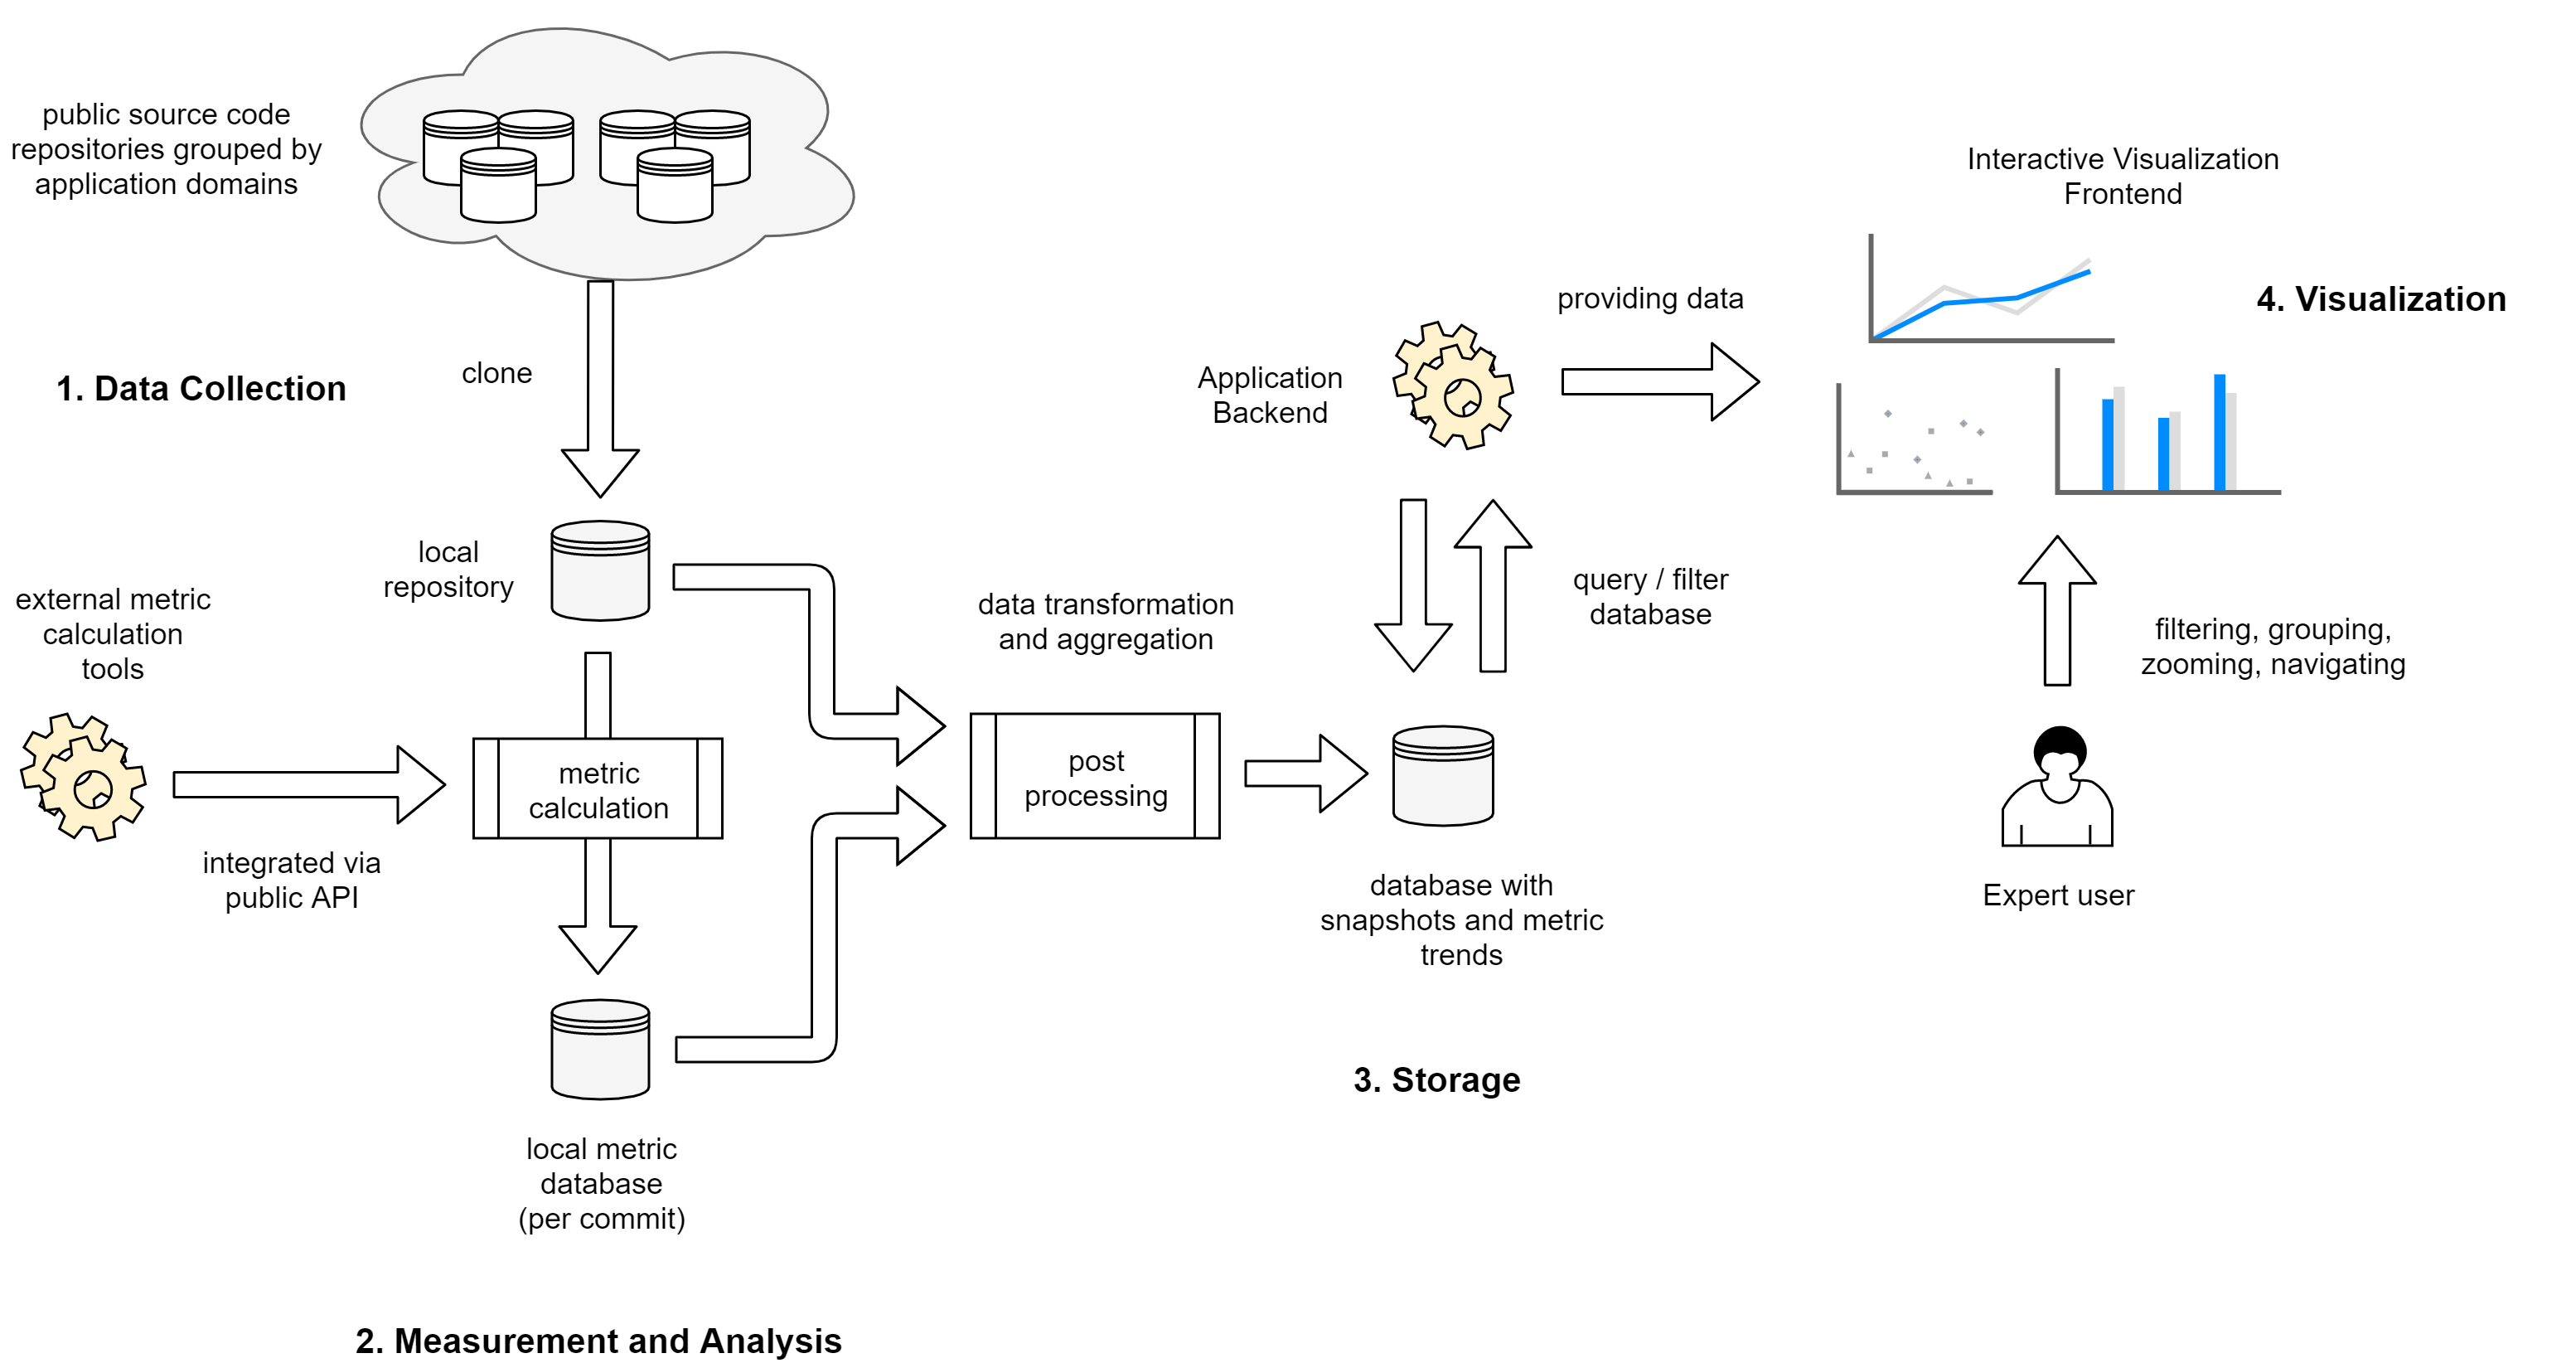 public source code
repositories grouped by
application domains
1. Data Collection
clone
local
repository
external metric
calculation
tools
integrated via
public API
metric
calculation
local metric
database
(per commit)
2. Measurement and Analysis
data transformation
and aggregation
post
processing
database with
snapshots and metric
trends
3. Storage
query / filter
database
Application
Backend
providing data
Interactive Visualization
Frontend
4. Visualization
filtering, grouping,
zooming, navigating
Expert user